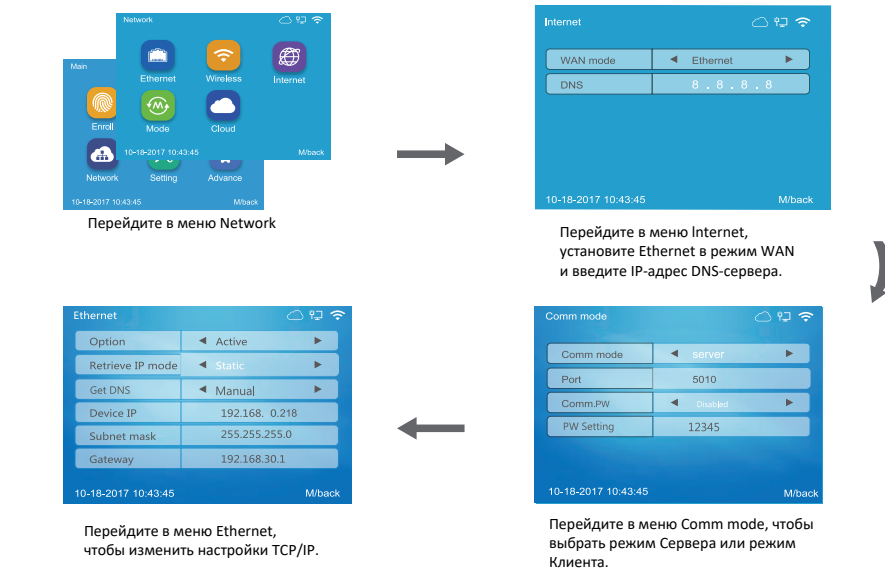 Network
Ethernet
Wireless
Internet
Mode
Cloud
10-18-2017 10:43:45 M/back
Main
Enroll
Network
Setting
Advance
10-18-2017 10:43:45 M/back
Перейдите в меню Network
Internet
WAN mode Ethernet
DNS 8 . 8 . 8 . 8
10-18-2017 10:43:45 M/back
Перейдите в меню Internet,
установите Ethernet в режим WAN
и введите IP-адрес DNS-сервера.
Comm mode
Comm mode server
Port 5010
Comm.PW Disabled
PW Setting 12345
10-18-2017 10:43:45 M/back
Перейдите в меню Comm mode, чтобы
выбрать режим Сервера или режим
Клиента.
Ethernet
Option Active
Retrieve IP mode Static
Get DNS Manual
Device IP 192.168. 0.218
Subnet mask 255.255.255.0
Gateway 192.168.30.1
10-18-2017 10:43:45 M/back
Перейдите в меню Ethernet,
чтобы изменить настройки TCP/IP.